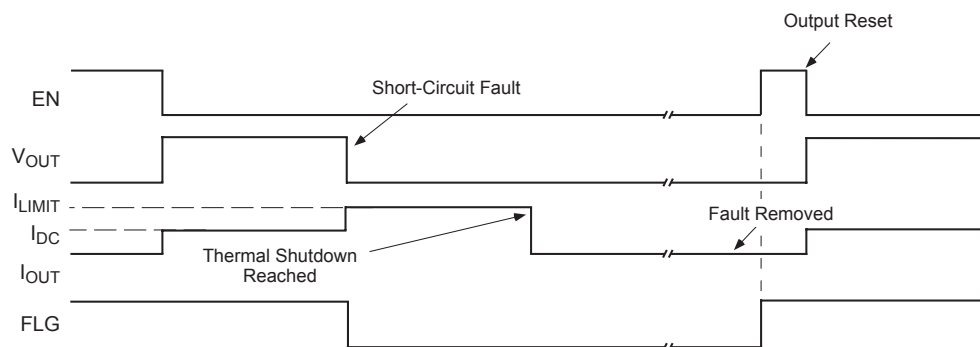 Output Reset
EN
Short-Circuit Fault
VOUT
ILIMIT
IDC
Fault Removed
Thermal Shutdown
Reached
IOUT
FLG